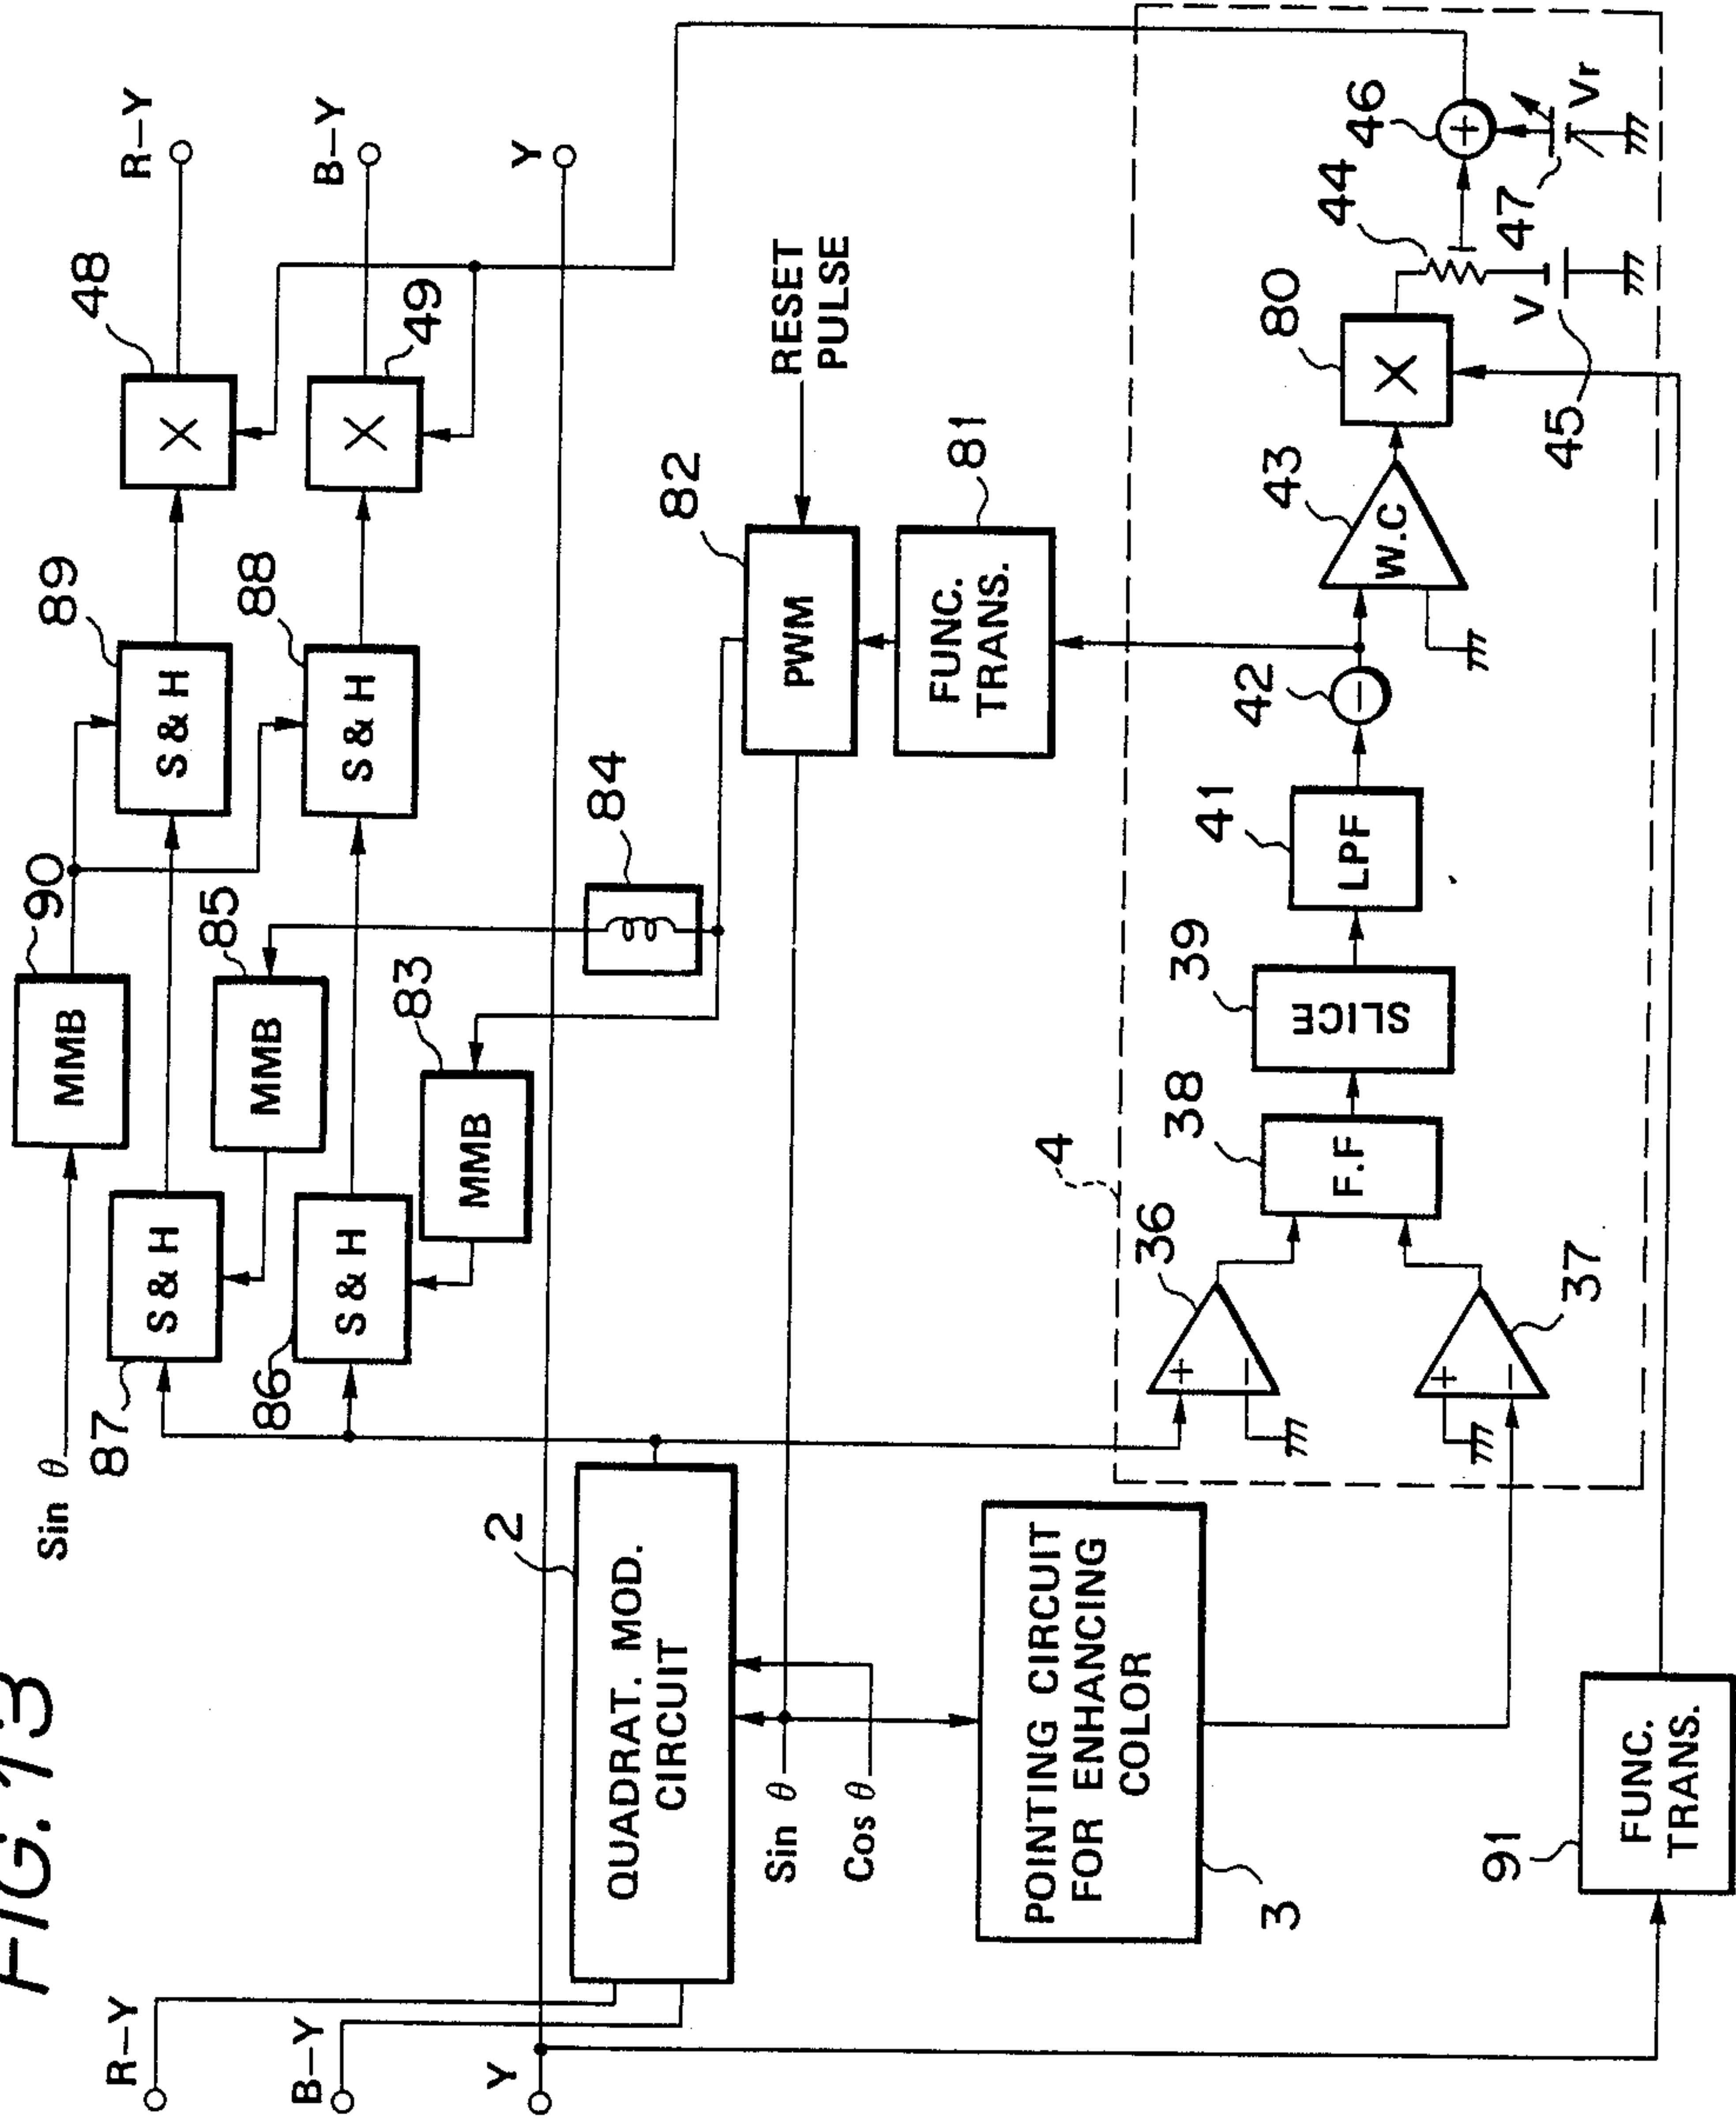 FIG. 13
Sin θ
90
MMB
89
S & H
48
X
R-Y
87
S & H
85
MMB
88
S & H
49
X
B-Y
86
S & H
83
MMB
84
Y
R-Y
B-Y
Y
2
QUADRAT. MOD.
CIRCUIT
82
PWM
RESET
PULSE
Sin θ
Cos θ
81
FUNC.
TRANS.
3
POINTING CIRCUIT
FOR ENHANCING
COLOR
4
36
+
−
37
+
−
38
F.F
39
SLICE
41
LPF
42
−
43
W.C
80
X
44
46
+
47
Vr
V
45
91
FUNC.
TRANS.